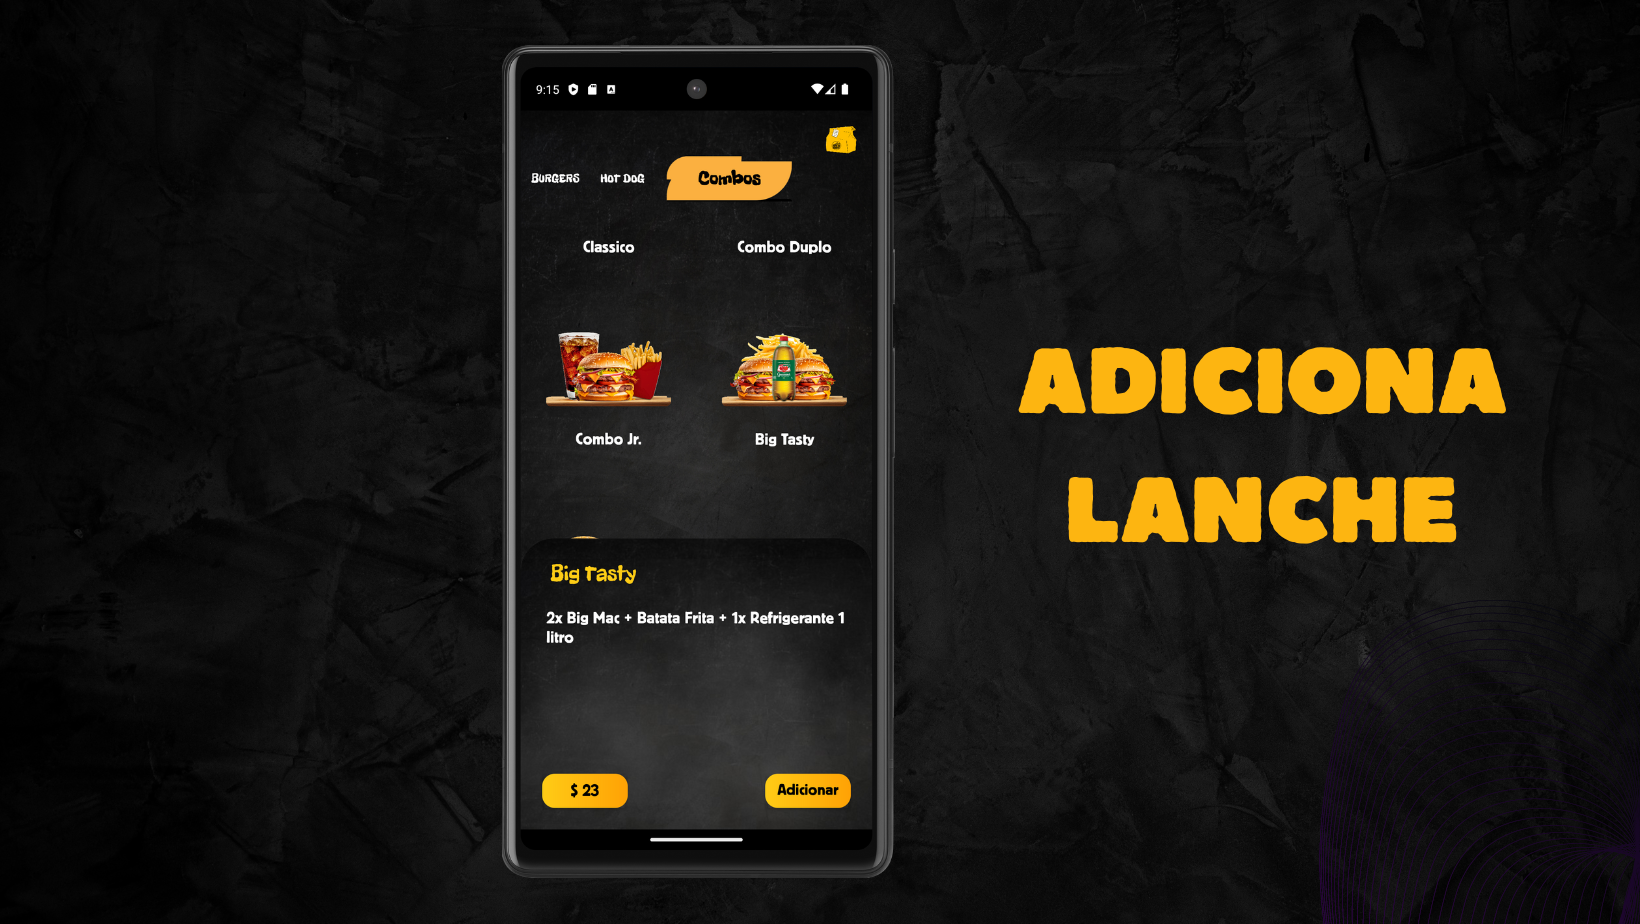 9:15
BURGERS HOT DOG Combos
Classico Combo Duplo
Combo Jr. Big Tasty
Big Tasty
2x Big Mac + Batata Frita + 1x Refrigerante 1
litro
$ 23 Adicionar
ADICIONA
LANCHE